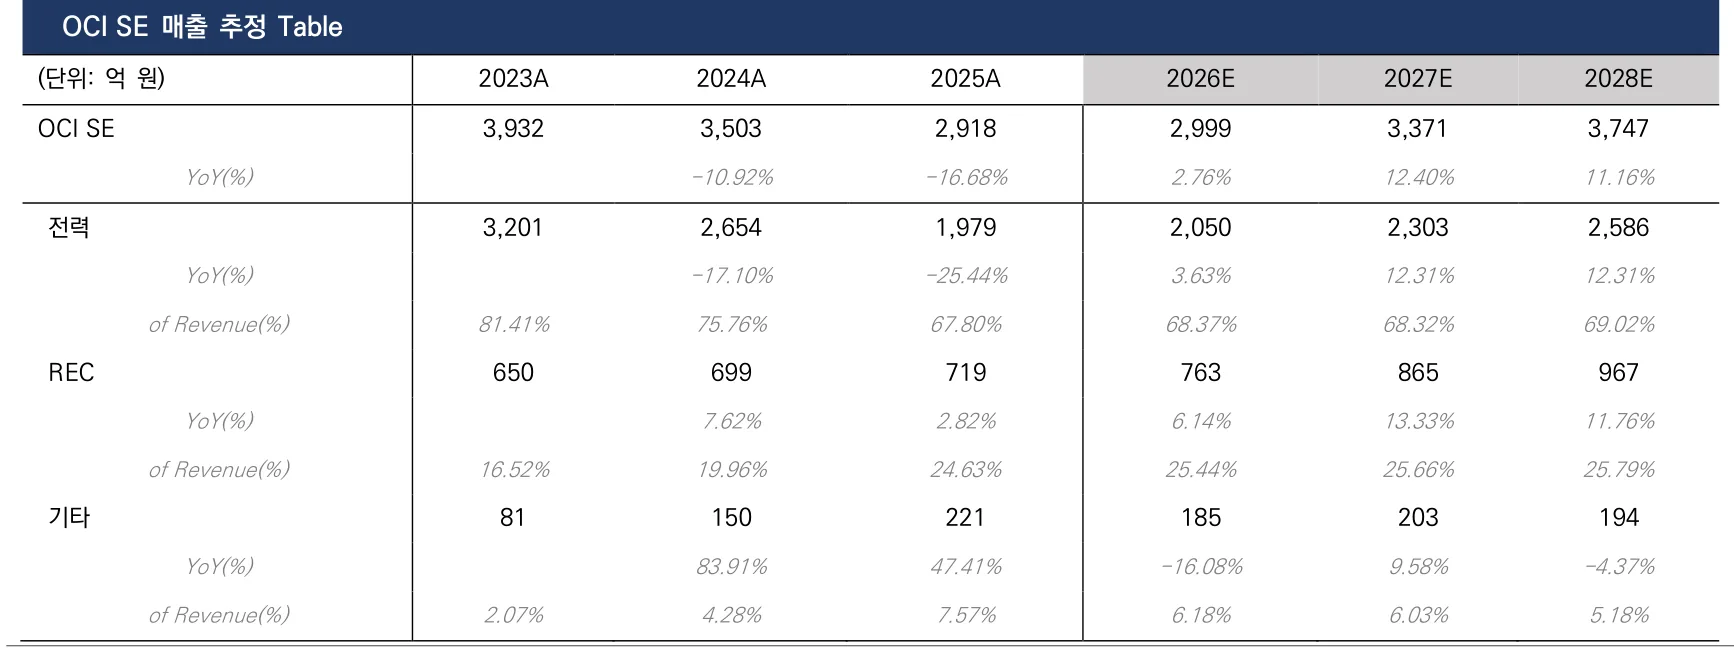 OCI SE 매출 추정 Table
(단위: 억 원) 2023A 2024A 2025A 2026E 2027E 2028E
OCI SE 3,932 3,503 2,918 2,999 3,371 3,747
YoY(%) -10.92% -16.68% 2.76% 12.40% 11.16%
전력 3,201 2,654 1,979 2,050 2,303 2,586
YoY(%) -17.10% -25.44% 3.63% 12.31% 12.31%
of Revenue(%) 81.41% 75.76% 67.80% 68.37% 68.32% 69.02%
REC 650 699 719 763 865 967
YoY(%) 7.62% 2.82% 6.14% 13.33% 11.76%
of Revenue(%) 16.52% 19.96% 24.63% 25.44% 25.66% 25.79%
기타 81 150 221 185 203 194
YoY(%) 83.91% 47.41% -16.08% 9.58% -4.37%
of Revenue(%) 2.07% 4.28% 7.57% 6.18% 6.03% 5.18%